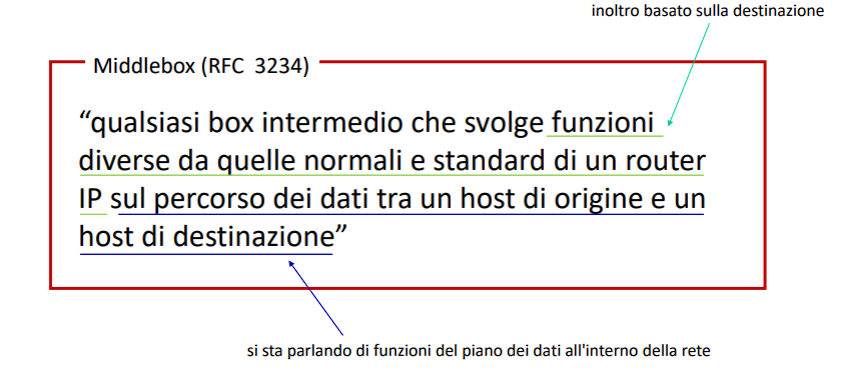 inoltro basato sulla destinazione
Middlebox (RFC 3234)
“qualsiasi box intermedio che svolge funzioni
diverse da quelle normali e standard di un router
IP sul percorso dei dati tra un host di origine e un
host di destinazione”
si sta parlando di funzioni del piano dei dati all'interno della rete